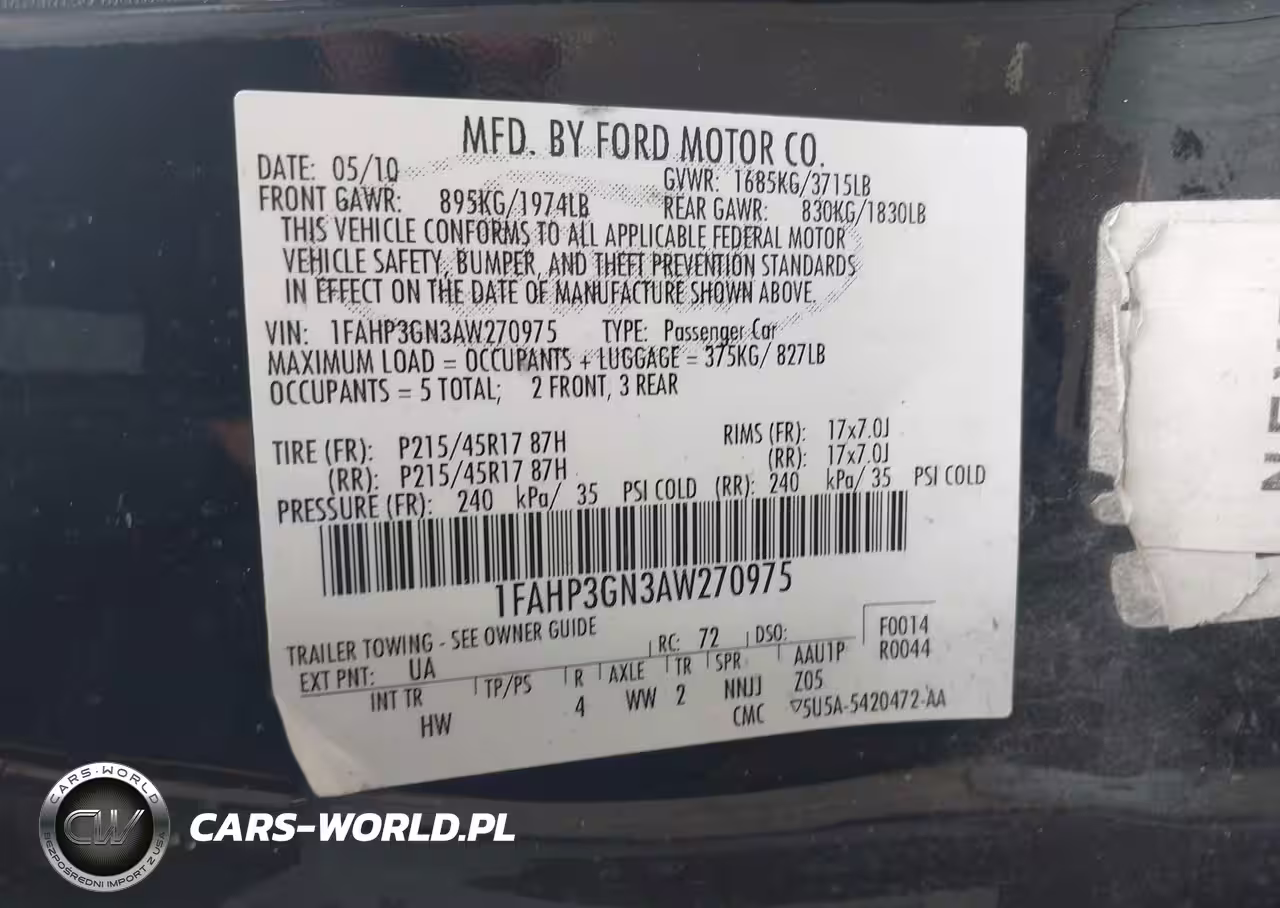 MFD. BY FORD MOTOR CO.
DATE: 05/10 GVWR: 1685KG/3715LB
FRONT GAWR: 895KG/1974LB REAR GAWR: 830KG/1830LB
THIS VEHICLE CONFORMS TO ALL APPLICABLE FEDERAL MOTOR
VEHICLE SAFETY, BUMPER, AND THEFT PREVENTION STANDARDS
IN EFFECT ON THE DATE OF MANUFACTURE SHOWN ABOVE.
VIN: 1FAHP3GN3AW270975 TYPE: Passenger Car
MAXIMUM LOAD = OCCUPANTS + LUGGAGE = 375KG/ 827LB
OCCUPANTS = 5 TOTAL; 2 FRONT, 3 REAR
TIRE (FR): P215/45R17 87H RIMS (FR): 17x7.0J
(RR): P215/45R17 87H (RR): 17x7.0J
PRESSURE (FR): 240 kPa/ 35 PSI COLD (RR): 240 kPa/ 35 PSI COLD
1FAHP3GN3AW270975
TRAILER TOWING - SEE OWNER GUIDE RC: 72 DSO: F0014
EXT PNT: UA R0044
INT TR TP/PS R AXLE TR SPR AAU1P
HW 4 WW 2 NNJJ Z05
CMC ▽5U5A-5420472-AA
CARS-WORLD
CW
BEZPOŚREDNI IMPORT Z USA
CARS-WORLD.PL